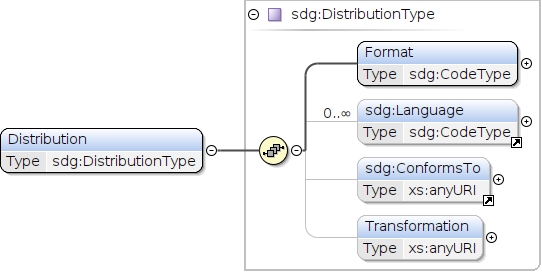 sdg:DistributionType
Format
Type sdg:CodeType
0..∞
sdg:Language
Type sdg:CodeType
Distribution
Type sdg:DistributionType
sdg:ConformsTo
Type xs:anyURI
Transformation
Type xs:anyURI